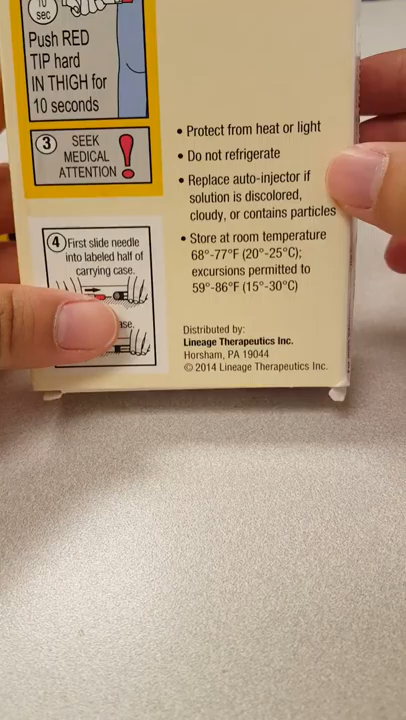 10
sec
Push RED
TIP hard
IN THIGH for
10 seconds
3
SEEK
MEDICAL
ATTENTION
4
First slide needle
into labeled half of
carrying case.
ase.
• Protect from heat or light
• Do not refrigerate
• Replace auto-injector if
solution is discolored,
cloudy, or contains particles
• Store at room temperature
68°-77°F (20°-25°C);
excursions permitted to
59°-86°F (15°-30°C)
Distributed by:
Lineage Therapeutics Inc.
Horsham, PA 19044
© 2014 Lineage Therapeutics Inc.